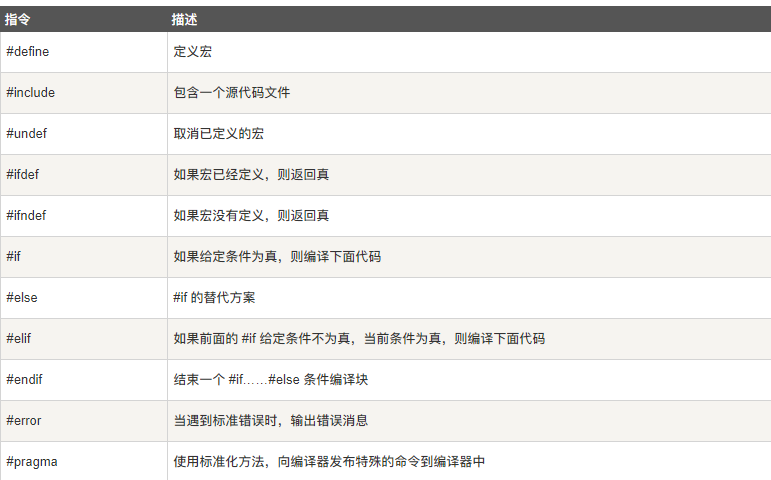 指令 描述
#define 定义宏
#include 包含一个源代码文件
#undef 取消已定义的宏
#ifdef 如果宏已经定义，则返回真
#ifndef 如果宏没有定义，则返回真
#if 如果给定条件为真，则编译下面代码
#else #if 的替代方案
#elif 如果前面的 #if 给定条件不为真，当前条件为真，则编译下面代码
#endif 结束一个 #if……#else 条件编译块
#error 当遇到标准错误时，输出错误消息
#pragma 使用标准化方法，向编译器发布特殊的命令到编译器中